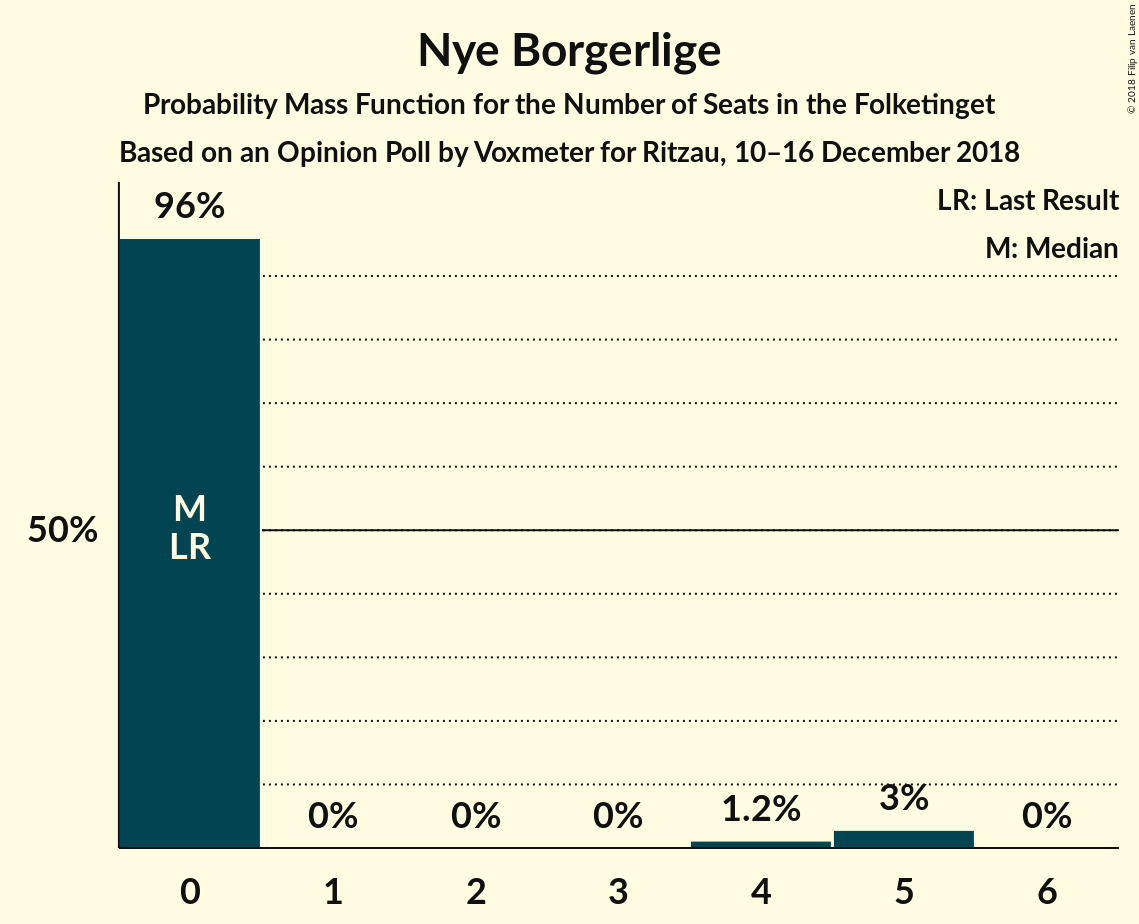 Nye Borgerlige
Probability Mass Function for the Number of Seats in the Folketinget
Based on an Opinion Poll by Voxmeter for Ritzau, 10–16 December 2018
© 2018 Filip van Laenen
LR: Last Result
M: Median
96%
50%
M
LR
0%
0%
0%
1.2%
3%
0%
0
1
2
3
4
5
6